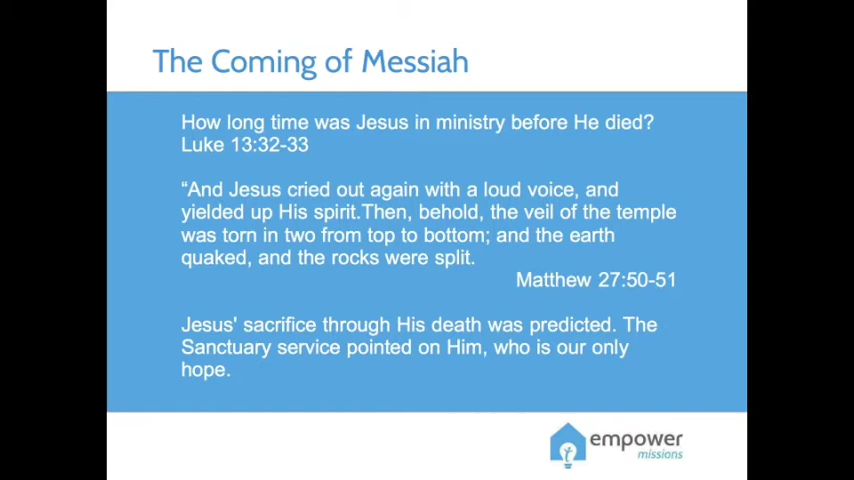 The Coming of Messiah
How long time was Jesus in ministry before He died?
Luke 13:32-33
“And Jesus cried out again with a loud voice, and
yielded up His spirit.Then, behold, the veil of the temple
was torn in two from top to bottom; and the earth
quaked, and the rocks were split.
Matthew 27:50-51
Jesus' sacrifice through His death was predicted. The
Sanctuary service pointed on Him, who is our only
hope.
empower
missions